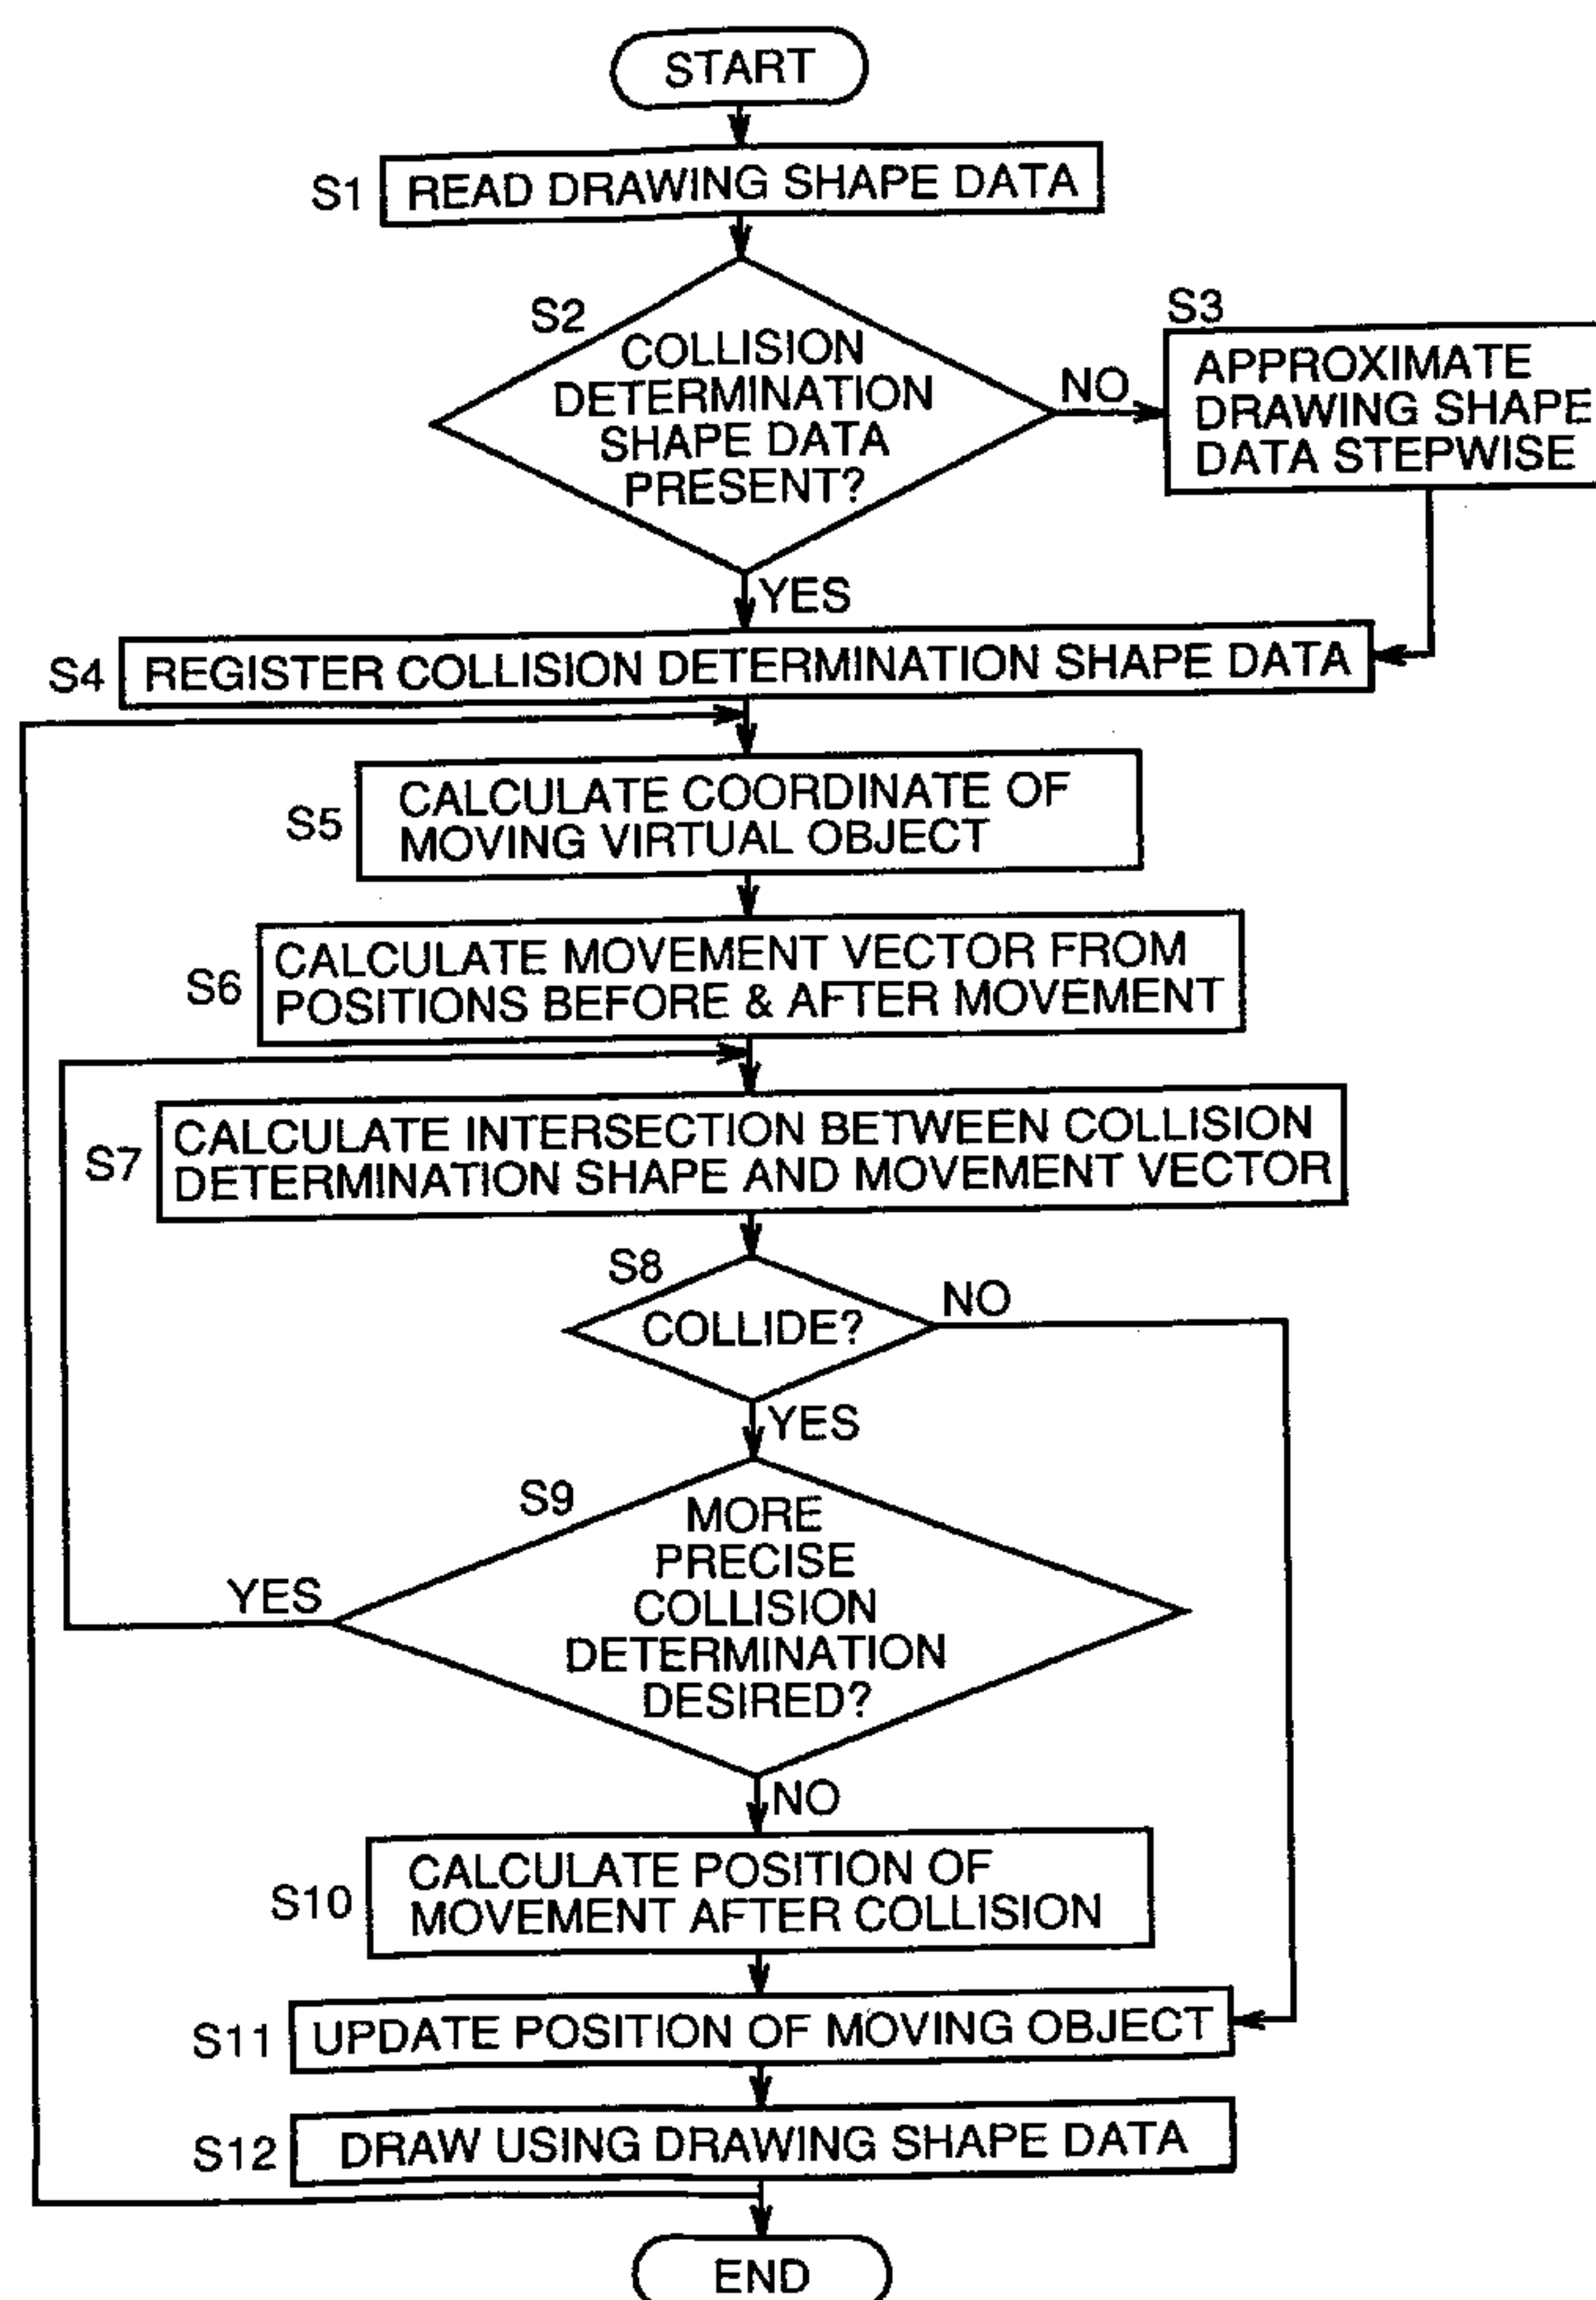 START
S1
READ DRAWING SHAPE DATA
S2
COLLISION
DETERMINATION
SHAPE DATA
PRESENT?
NO
S3
APPROXIMATE
DRAWING SHAPE
DATA STEPWISE
YES
S4
REGISTER COLLISION DETERMINATION SHAPE DATA
S5
CALCULATE COORDINATE OF
MOVING VIRTUAL OBJECT
S6
CALCULATE MOVEMENT VECTOR FROM
POSITIONS BEFORE & AFTER MOVEMENT
S7
CALCULATE INTERSECTION BETWEEN COLLISION
DETERMINATION SHAPE AND MOVEMENT VECTOR
S8
COLLIDE?
NO
YES
S9
MORE
PRECISE
COLLISION
DETERMINATION
DESIRED?
YES
NO
S10
CALCULATE POSITION OF
MOVEMENT AFTER COLLISION
S11
UPDATE POSITION OF MOVING OBJECT
S12
DRAW USING DRAWING SHAPE DATA
END